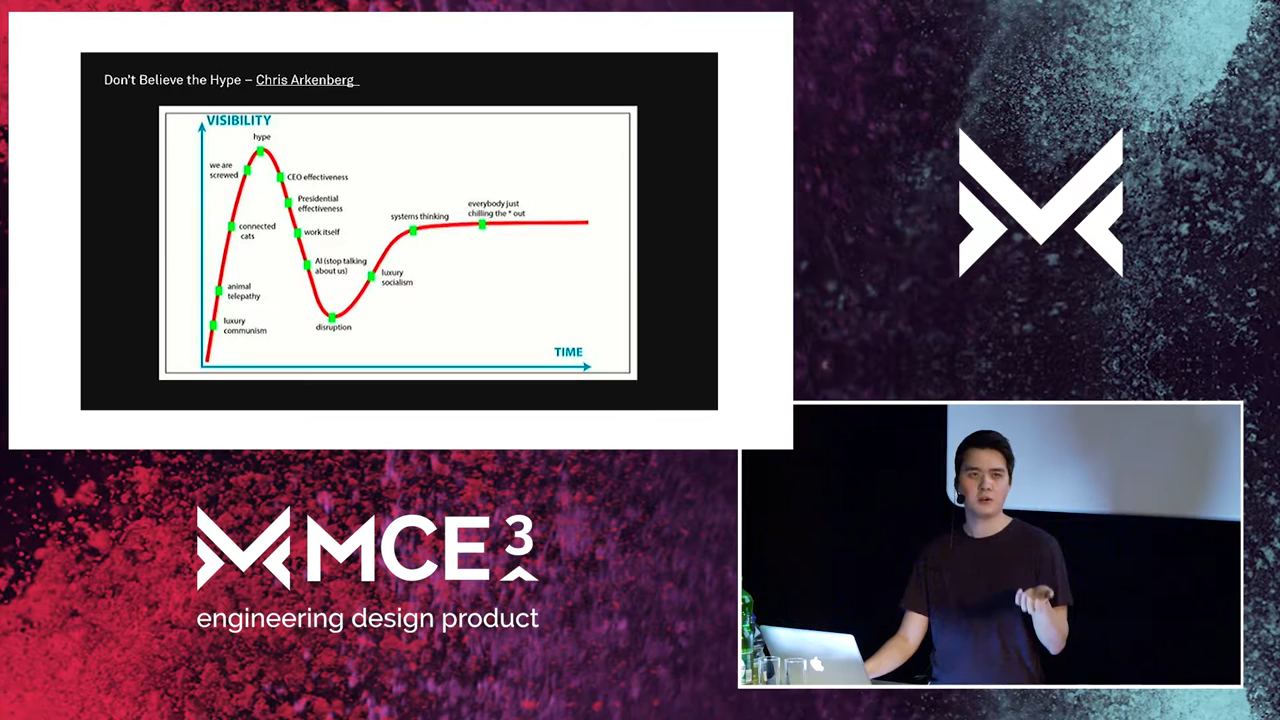 Don't Believe the Hype – Chris Arkenberg
VISIBILITY
hype
we are
screwed
CEO effectiveness
Presidential
effectiveness
connected
cats
work itself
AI (stop talking
about us)
animal
telepathy
luxury
communism
disruption
luxury
socialism
systems thinking
everybody just
chilling the * out
TIME
MCE3
engineering design product